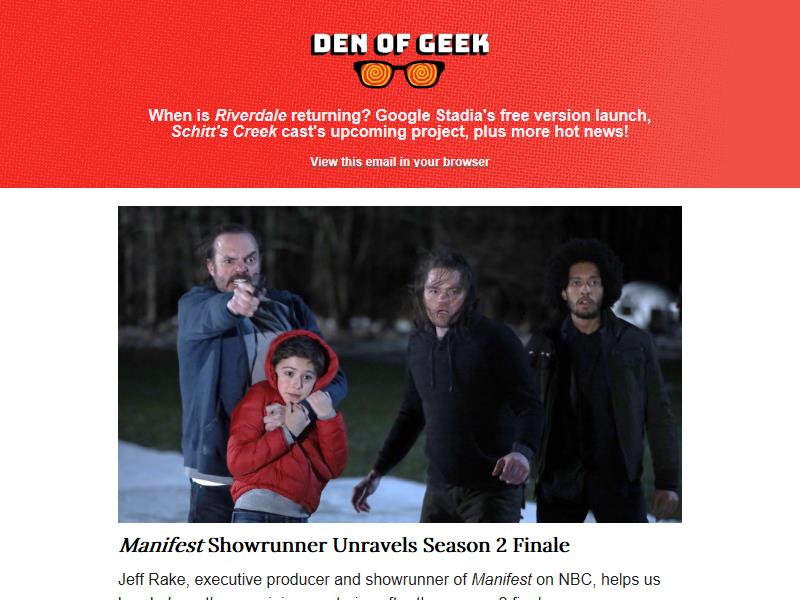 DEN OF GEEK
When is Riverdale returning? Google Stadia's free version launch,
Schitt's Creek cast's upcoming project, plus more hot news!
View this email in your browser
Manifest Showrunner Unravels Season 2 Finale
Jeff Rake, executive producer and showrunner of Manifest on NBC, helps us